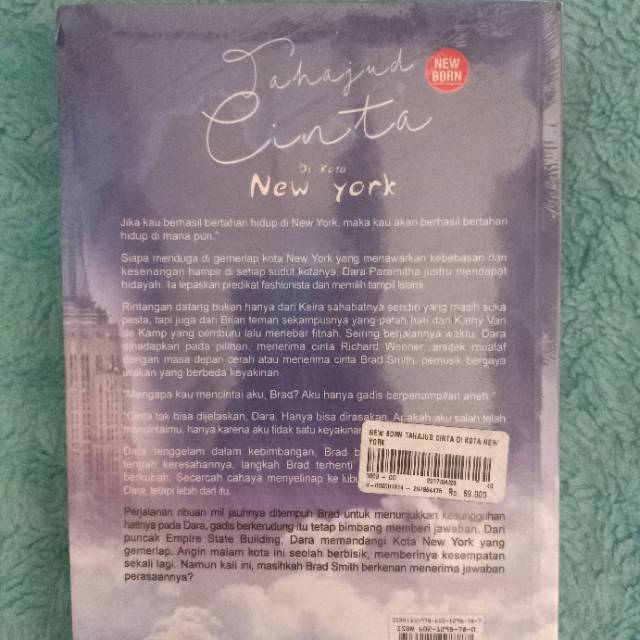 Tahajud
NEW
BORN
Cinta
Di Kota
New York
Jika kau berhasil bertahan hidup di New York, maka kau akan berhasil bertahan
hidup di mana pun."
Siapa menduga di gemerlap kota New York yang menawarkan kebebasan dan
kesenangan hampir di setiap sudut kotanya, Dara Paramitha justru mendapat
hidayah. Ia lepaskan predikat fashionista dan memilih tampil Islami
Rintangan datang bukan hanya dari Keira sahabatnya sendiri yang masih suka
pesta, tapi juga dari Brian teman sekampusnya yang patah hati dan Kathy Van
de Kamp yang cemburu lalu menebar fitnah. Seiring berjalannya waktu, Dara
dihadapkan pada pilihan, menerima cinta Richard Wenner, arsitek mualaf
dengan masa depan cerah atau menerima cinta Brad Smith, pemusik bergaya
urakan yang berbeda keyakinan.
"Mengapa kau mencintai aku, Brad? Aku hanya gadis berpenampilan aneh."
"Cinta tak bisa dijelaskan, Dara. Hanya bisa dirasakan. Apakah aku salah telah
mencintaimu, hanya karena aku tidak satu keyakinan
Dara tenggelam dalam kebimbangan, Brad
tengah keresahannya, langkah Brad terhenti
berkubah. Secercah cahaya menyelinap ke
Dara, tetapi lebih dari itu.
NEW BORN TAHAJUD CINTA DI KOTA NEW
YORK
2017/04/26
Rp. 69.000
Perjalanan ribuan mil jauhnya ditempuh Brad untuk menunjukkan kesungguhan
hatinya pada Dara, gadis berkerudung itu tetap bimbang memberi jawaban. Dari
puncak Empire State Building, Dara memandangi Kota New York yang
gemerlap. Angin malam kota ini seolah berbisik, memberinya kesempatan
sekali lagi. Namun kali ini, masihkah Brad Smith berkenan menerima jawaban
perasaannya?